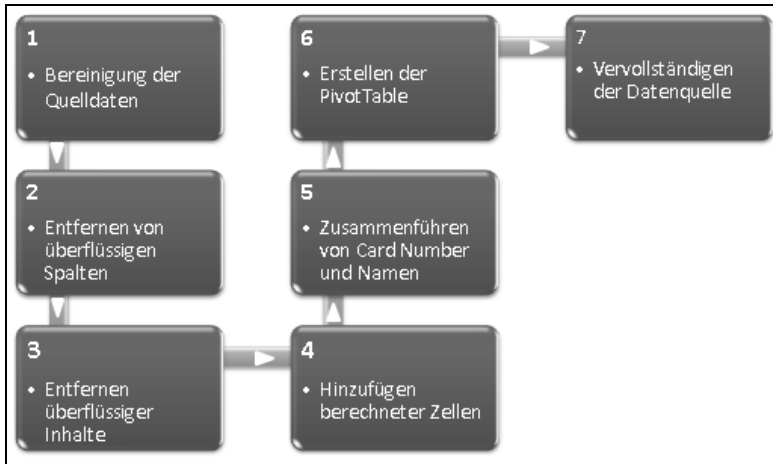 1
• Bereinigung der
Quelldaten
2
• Entfernen von
überflüssigen
Spalten
3
• Entfernen
überflüssiger
Inhalte
4
• Hinzufügen
berechneter Zellen
5
• Zusammenführen
von Card Number
und Namen
6
• Erstellen der
PivotTable
7
• Vervollständigen
der Datenquelle